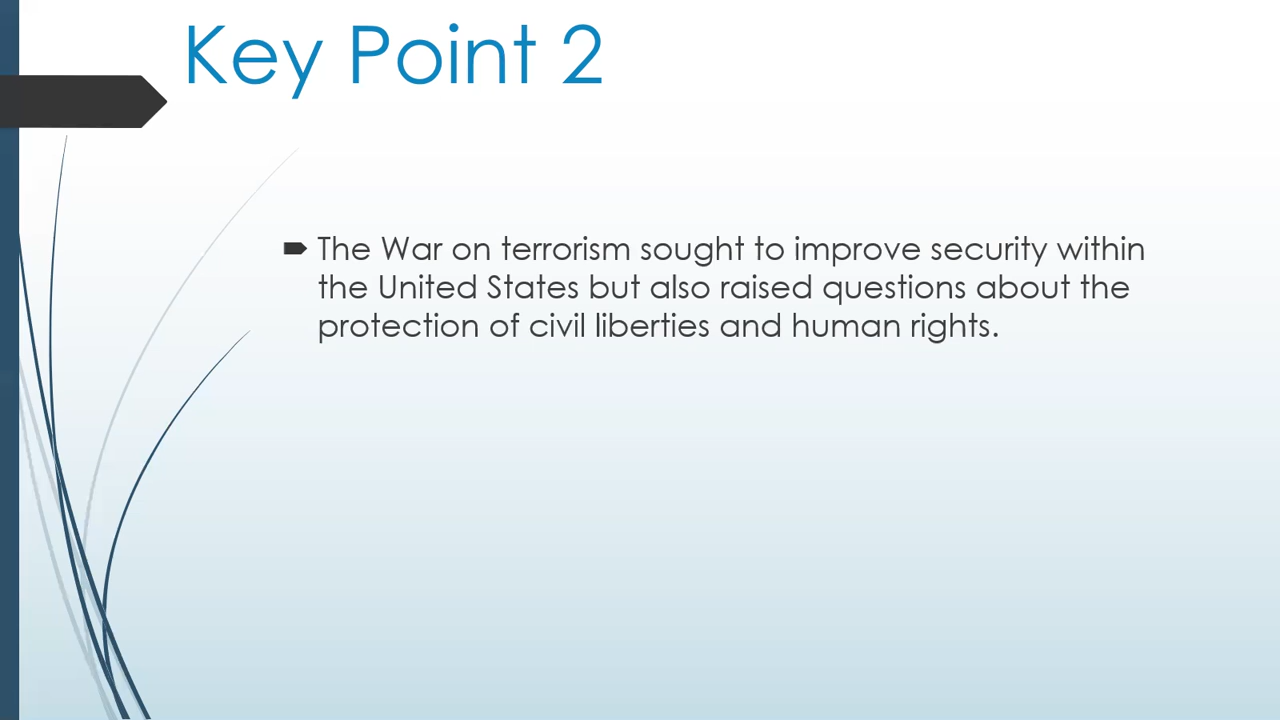 Key Point 2
The War on terrorism sought to improve security within
the United States but also raised questions about the
protection of civil liberties and human rights.